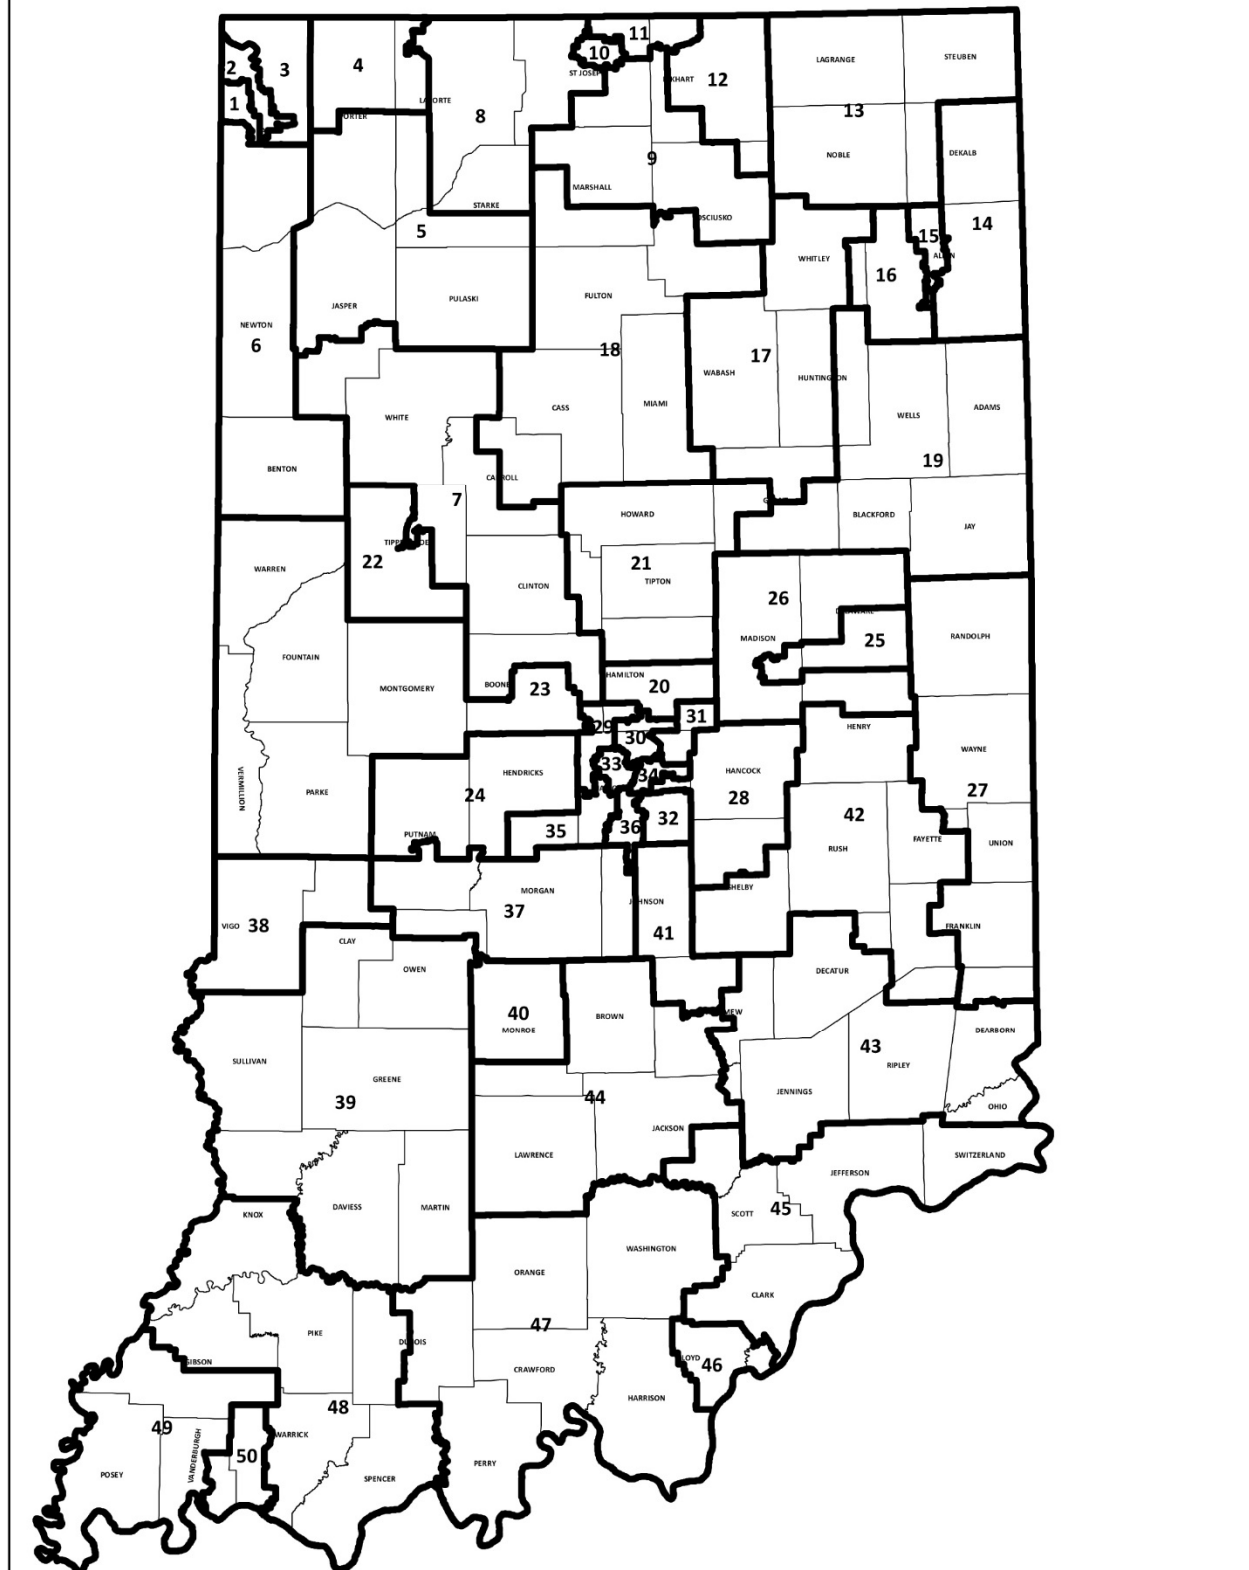 11
10
ST JOSEP
2
3
4
8
LAPORTE
1
PORTER
KHART
12
LAGRANGE
STEUBEN
13
NOBLE
DEKALB
9
MARSHALL
STARKE
OSCIUSKO
5
14
15
ALLEN
16
WHITLEY
JASPER
PULASKI
FULTON
NEWTON
6
18
17
WABASH
HUNTINGTON
WHITE
CASS
MIAMI
WELLS
ADAMS
19
BENTON
CARROLL
7
HOWARD
BLACKFORD
JAY
TIPPECANOE
22
WARREN
CLINTON
21
TIPTON
26
DELAWARE
MADISON
25
RANDOLPH
FOUNTAIN
MONTGOMERY
BOONE
23
HAMILTON
20
31
29
30
HENRY
WAYNE
27
VERMILLION
PARKE
HENDRICKS
33
34
HANCOCK
28
24
PUTNAM
35
36
32
42
RUSH
FAYETTE
UNION
MORGAN
37
JOHNSON
SHELBY
VIGO
38
41
FRANKLIN
CLAY
OWEN
DECATUR
40
MONROE
BROWN
MEW
43
RIPLEY
DEARBORN
SULLIVAN
GREENE
39
44
JENNINGS
OHIO
JACKSON
LAWRENCE
JEFFERSON
SWITZERLAND
KNOX
DAVIESS
MARTIN
SCOTT
45
WASHINGTON
ORANGE
CLARK
PIKE
DUBOIS
47
CRAWFORD
GIBSON
LOYD
46
HARRISON
48
49
WARRICK
VANDERBURGH
50
POSEY
SPENCER
PERRY